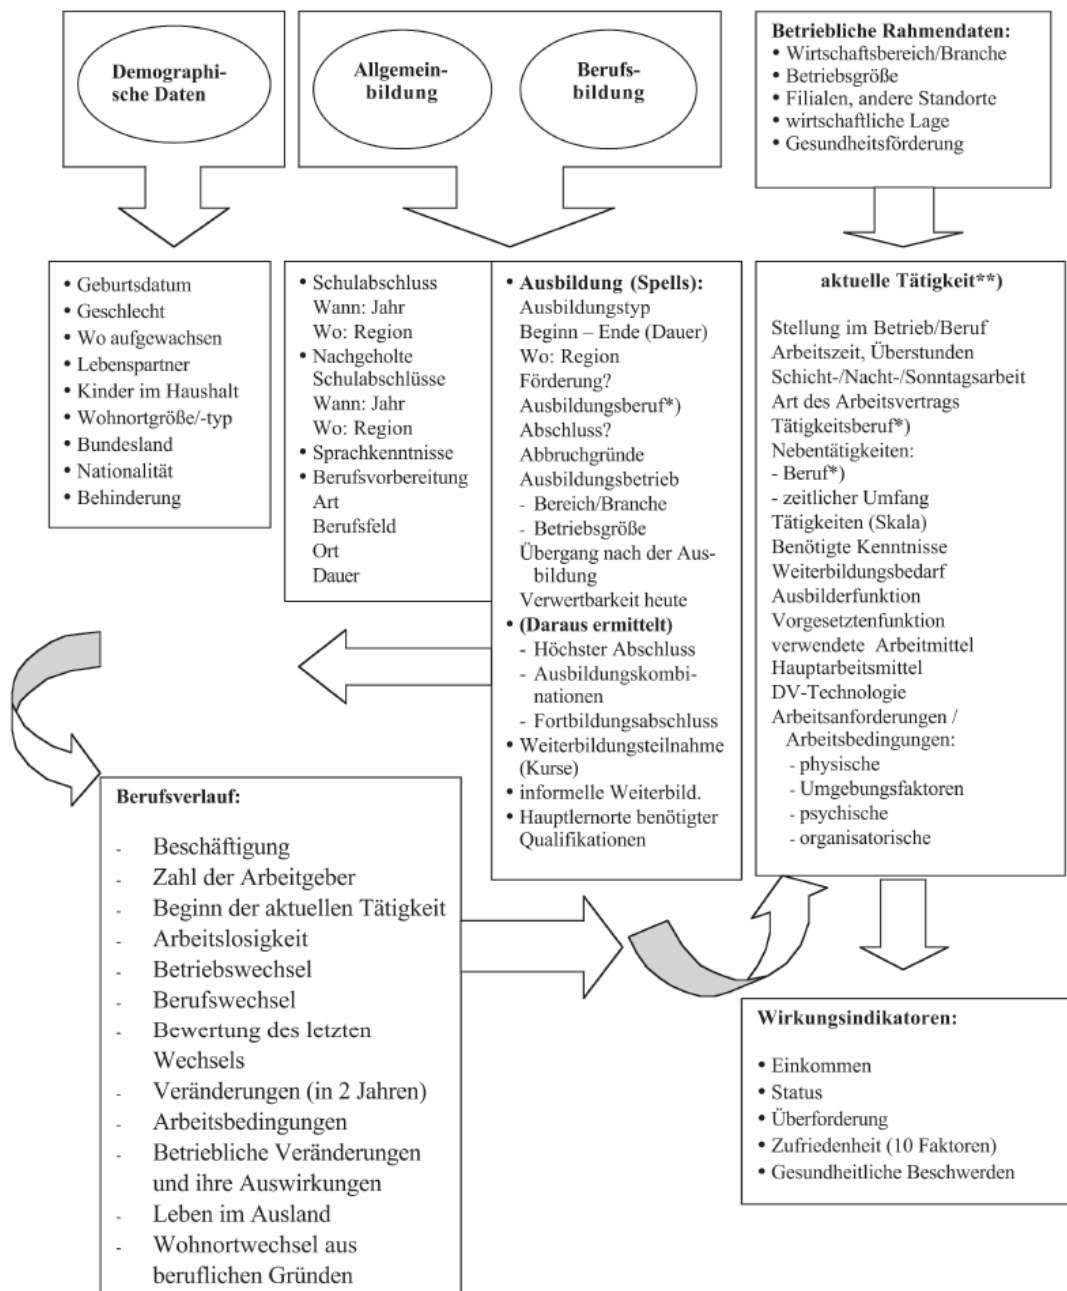 Demographi-
sche Daten
Allgemein-
bildung
Berufs-
bildung
Betriebliche Rahmendaten:
• Wirtschaftsbereich/Branche
• Betriebsgröße
• Filialen, andere Standorte
• wirtschaftliche Lage
• Gesundheitsförderung
• Geburtsdatum
• Geschlecht
• Wo aufgewachsen
• Lebenspartner
• Kinder im Haushalt
• Wohnortgröße/-typ
• Bundesland
• Nationalität
• Behinderung
• Schulabschluss
Wann: Jahr
Wo: Region
• Nachgeholte
Schulabschlüsse
Wann: Jahr
Wo: Region
• Sprachkenntnisse
• Berufsvorbereitung
Art
Berufsfeld
Ort
Dauer
• Ausbildung (Spells):
Ausbildungstyp
Beginn – Ende (Dauer)
Wo: Region
Förderung?
Ausbildungsberuf*)
Abschluss?
Abbruchgründe
Ausbildungsbetrieb
- Bereich/Branche
- Betriebsgröße
Übergang nach der Aus-
bildung
Verwertbarkeit heute
• (Daraus ermittelt)
- Höchster Abschluss
- Ausbildungskombi-
nationen
- Fortbildungsabschluss
• Weiterbildungsteilnahme
(Kurse)
• informelle Weiterbild.
• Hauptlernorte benötigter
Qualifikationen
aktuelle Tätigkeit**)
Stellung im Betrieb/Beruf
Arbeitszeit, Überstunden
Schicht-/Nacht-/Sonntagsarbeit
Art des Arbeitsvertrags
Tätigkeitsberuf*)
Nebentätigkeiten:
- Beruf*)
- zeitlicher Umfang
Tätigkeiten (Skala)
Benötigte Kenntnisse
Weiterbildungsbedarf
Ausbilderfunktion
Vorgesetztenfunktion
verwendete Arbeitmittel
Hauptarbeitsmittel
DV-Technologie
Arbeitsanforderungen /
Arbeitsbedingungen:
- physische
- Umgebungsfaktoren
- psychische
- organisatorische
Berufsverlauf:
- Beschäftigung
- Zahl der Arbeitgeber
- Beginn der aktuellen Tätigkeit
- Arbeitslosigkeit
- Betriebswechsel
- Berufswechsel
- Bewertung des letzten
Wechsels
- Veränderungen (in 2 Jahren)
- Arbeitsbedingungen
- Betriebliche Veränderungen
und ihre Auswirkungen
- Leben im Ausland
- Wohnortwechsel aus
beruflichen Gründen
Wirkungsindikatoren:
• Einkommen
• Status
• Überforderung
• Zufriedenheit (10 Faktoren)
• Gesundheitliche Beschwerden